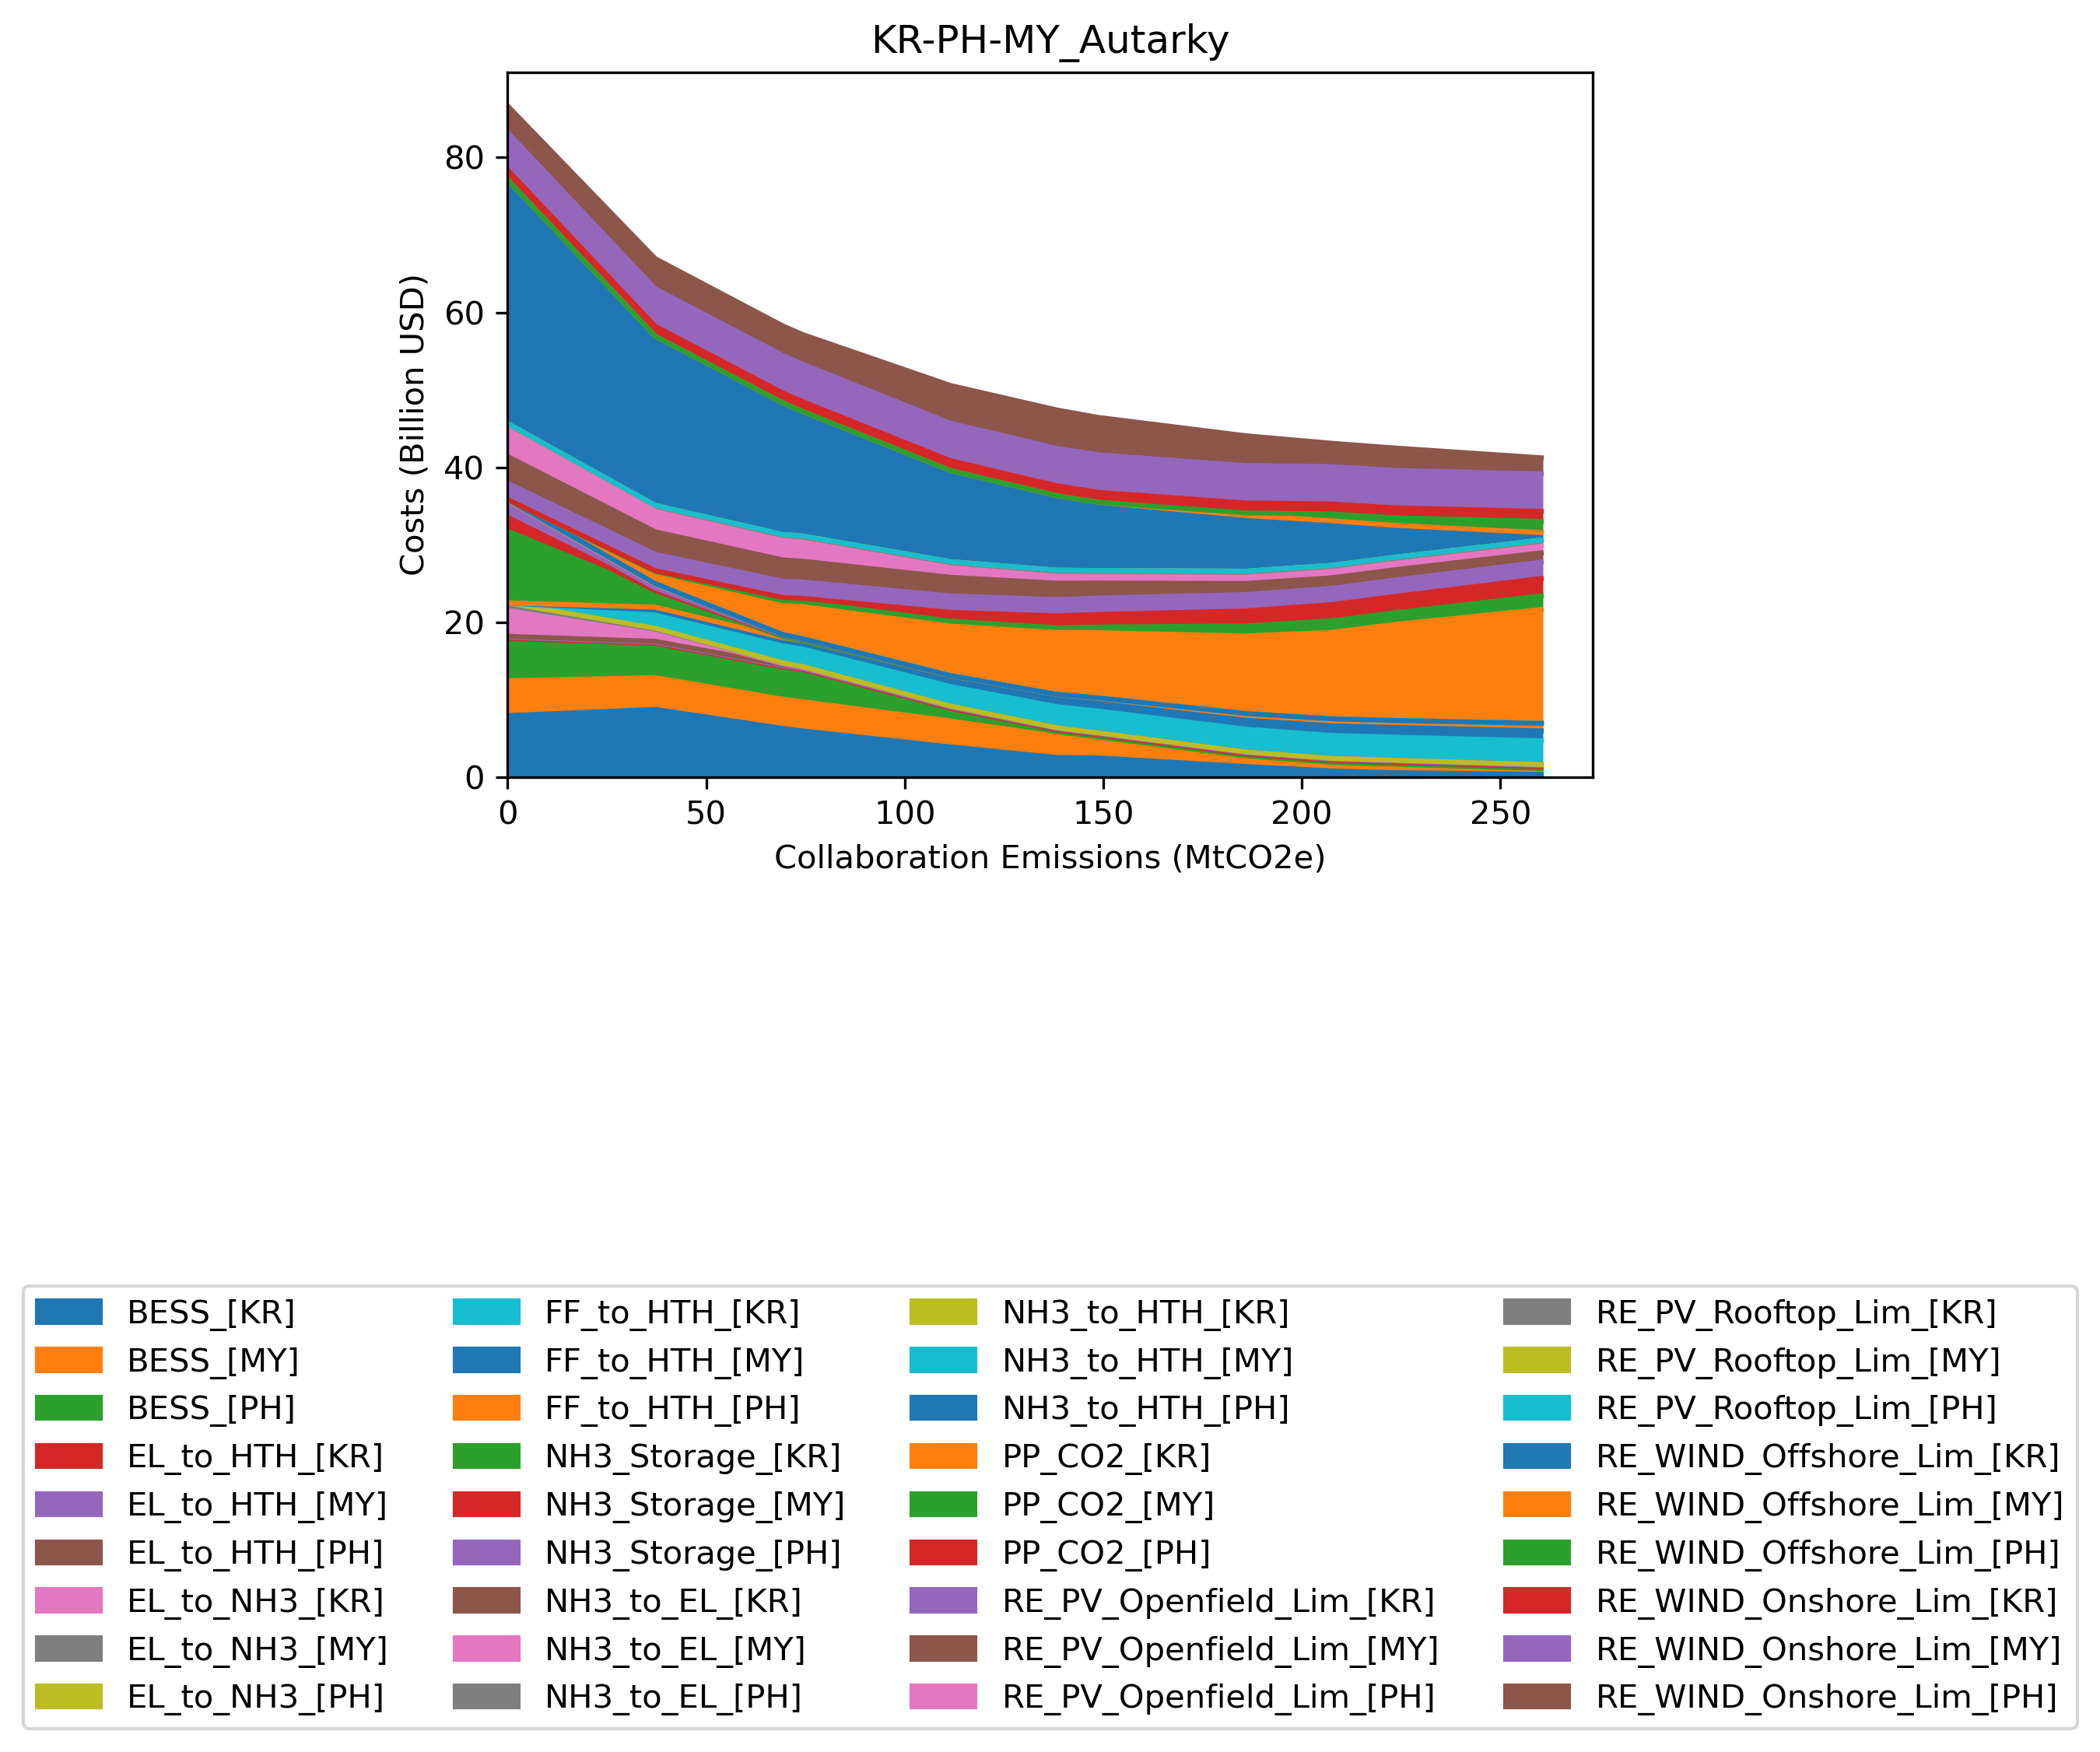 KR-PH-MY_Autarky
80
60
40
20
0
Costs (Billion USD)
0 50 100 150 200 250
Collaboration Emissions (MtCO2e)
BESS_[KR]
BESS_[MY]
BESS_[PH]
EL_to_HTH_[KR]
EL_to_HTH_[MY]
EL_to_HTH_[PH]
EL_to_NH3_[KR]
EL_to_NH3_[MY]
EL_to_NH3_[PH]
FF_to_HTH_[KR]
FF_to_HTH_[MY]
FF_to_HTH_[PH]
NH3_Storage_[KR]
NH3_Storage_[MY]
NH3_Storage_[PH]
NH3_to_EL_[KR]
NH3_to_EL_[MY]
NH3_to_EL_[PH]
NH3_to_HTH_[KR]
NH3_to_HTH_[MY]
NH3_to_HTH_[PH]
PP_CO2_[KR]
PP_CO2_[MY]
PP_CO2_[PH]
RE_PV_Openfield_Lim_[KR]
RE_PV_Openfield_Lim_[MY]
RE_PV_Openfield_Lim_[PH]
RE_PV_Rooftop_Lim_[KR]
RE_PV_Rooftop_Lim_[MY]
RE_PV_Rooftop_Lim_[PH]
RE_WIND_Offshore_Lim_[KR]
RE_WIND_Offshore_Lim_[MY]
RE_WIND_Offshore_Lim_[PH]
RE_WIND_Onshore_Lim_[KR]
RE_WIND_Onshore_Lim_[MY]
RE_WIND_Onshore_Lim_[PH]